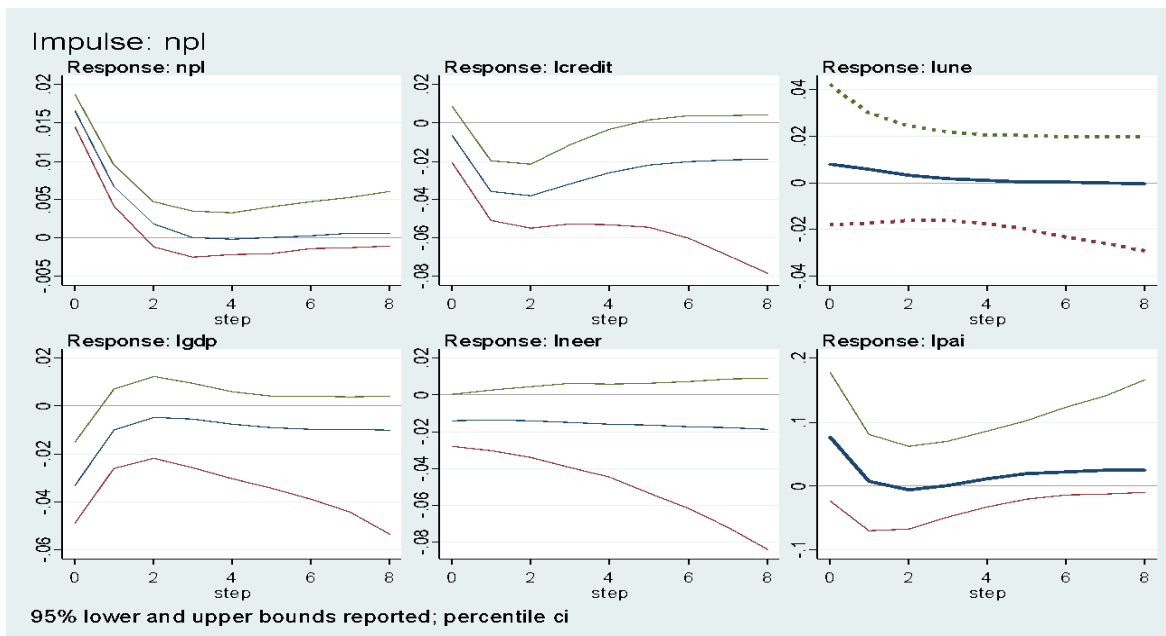 Impulse: npl
Response: npl
Response: lcredit
Response: lune
.02
.015
.01
.005
0
-.005
0 2 4 6 8
step
0
-.02
-.04
-.06
-.08
0 2 4 6 8
step
.04
.02
0
-.02
-.04
0 2 4 6 8
step
Response: lgdp
Response: lneer
Response: lpai
.02
0
-.02
-.04
-.06
0 2 4 6 8
step
.02
0
-.02
-.04
-.06
-.08
0 2 4 6 8
step
.2
.1
0
-.1
0 2 4 6 8
step
95% lower and upper bounds reported; percentile ci